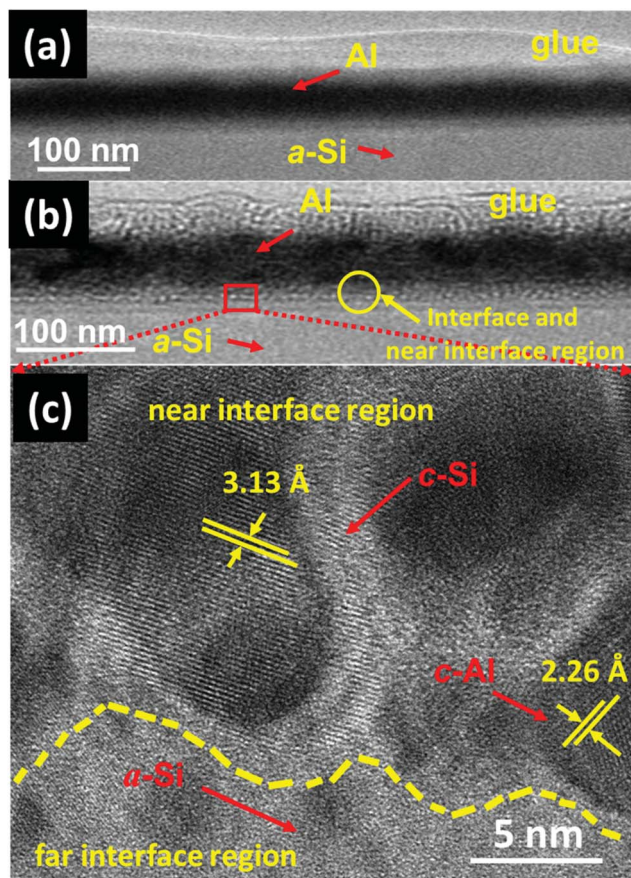 (a)
Al
glue
a-Si
100 nm
(b)
Al
glue
Interface and
near interface region
100 nm
a-Si
(c)
near interface region
3.13 Å
c-Si
c-Al
2.26 Å
a-Si
5 nm
far interface region